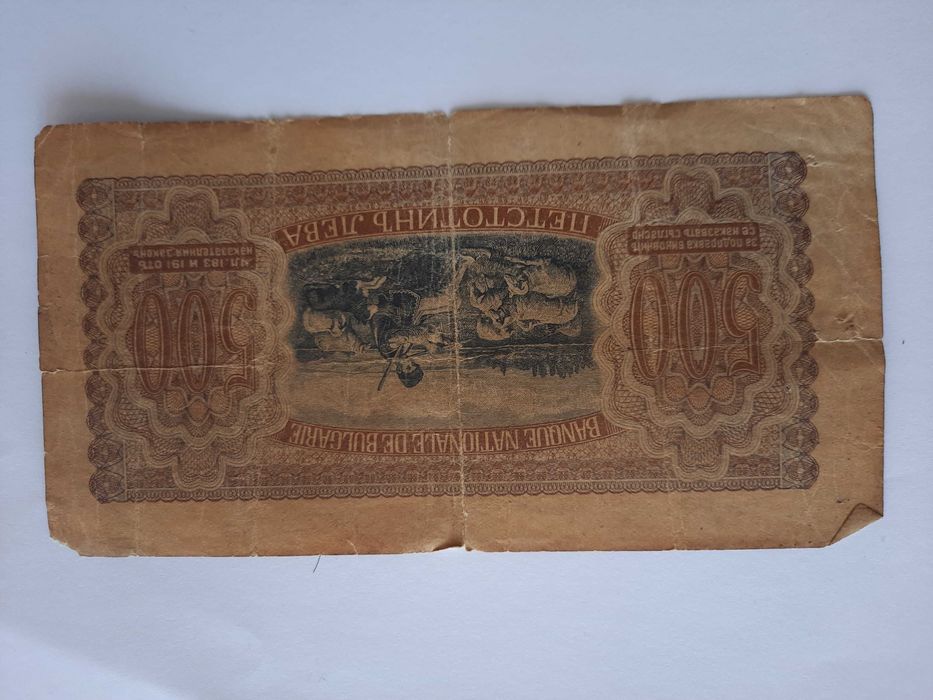 BANQUE NATIONALE DE BULGARIE
500
500
ЗА ПОДПРАВКА ВИНОВНИТѢ
СЕ НАКАЗВАТЪ СЪГЛАСНО
ЧЛ. 183 И 191 ОТЪ
НАКАЗАТЕЛНИЯ ЗАКОНЪ
ПЕТСТОТИНЪ ЛЕВА